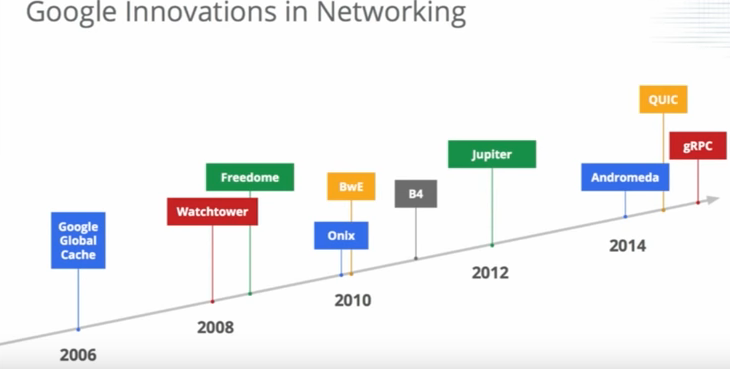 Google Innovations in Networking
QUIC
gRPC
Jupiter
Freedome
Andromeda
BwE
B4
Watchtower
Google
Global
Cache
Onix
2014
2012
2010
2008
2006